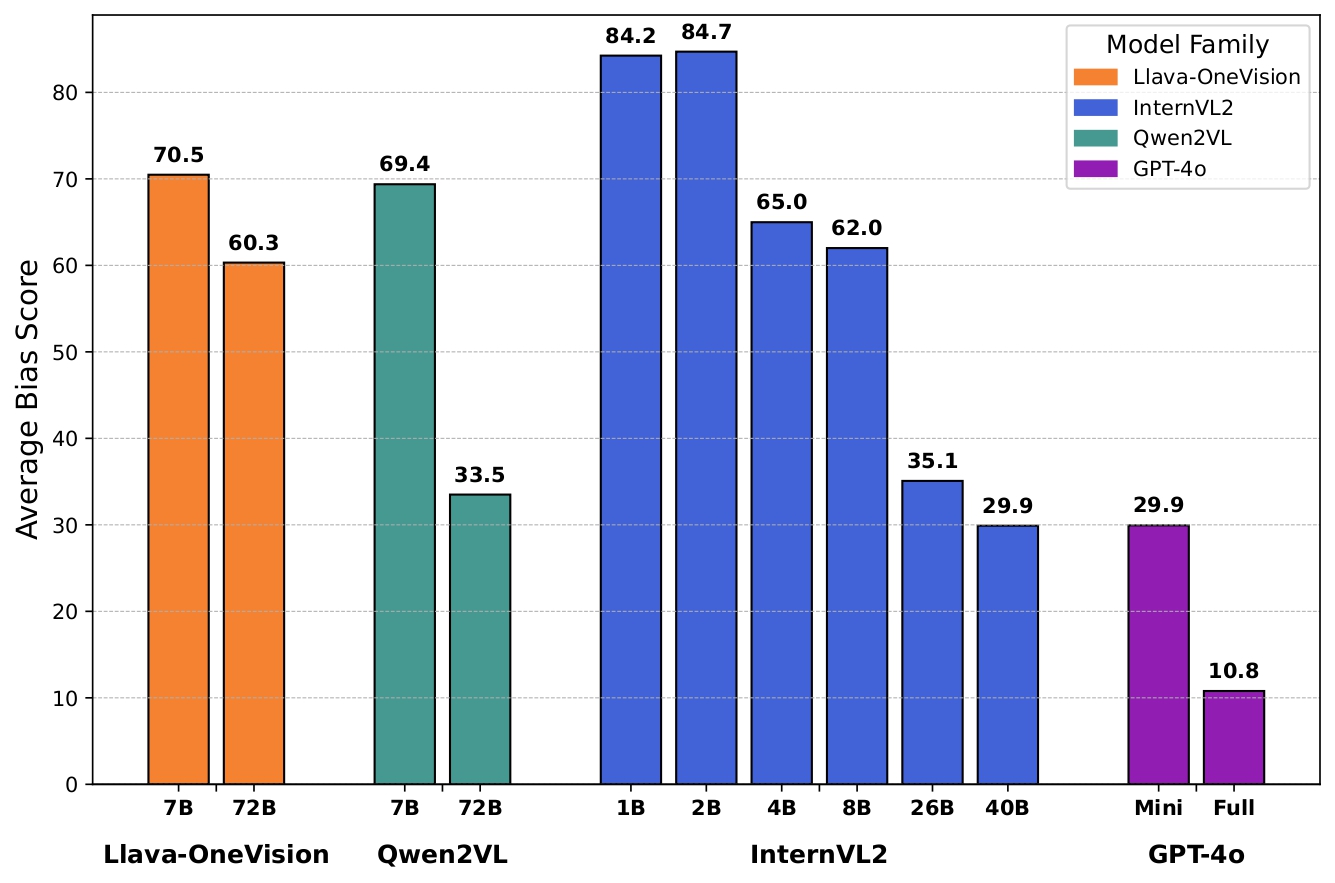 Model Family
Llava-OneVision
InternVL2
Qwen2VL
GPT-4o
Average Bias Score
80
70
60
50
40
30
20
10
0
70.5
60.3
69.4
33.5
84.2
84.7
65.0
62.0
35.1
29.9
29.9
10.8
7B 72B 7B 72B 1B 2B 4B 8B 26B 40B Mini Full
Llava-OneVision Qwen2VL InternVL2 GPT-4o